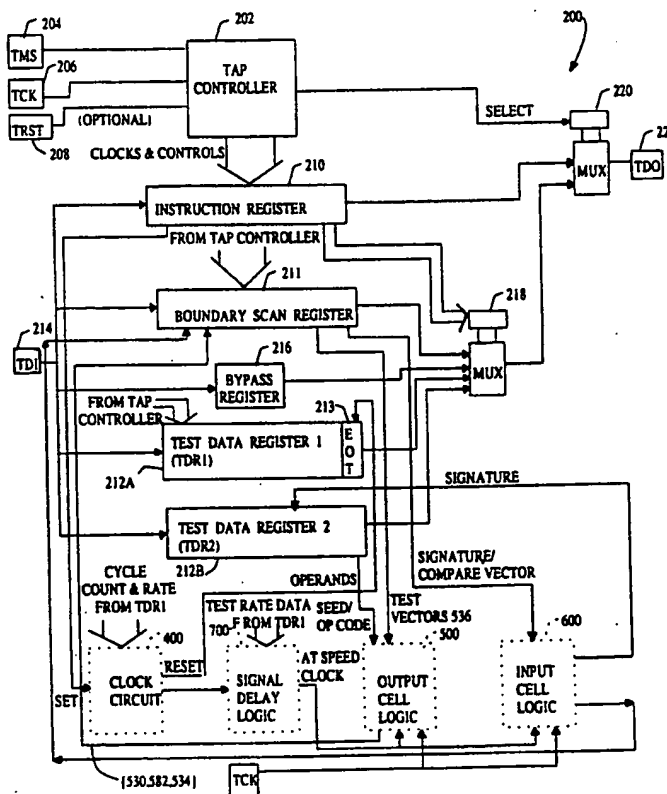 204
202
200
TMS
206
TAP
CONTROLLER
TCK
220
(OPTIONAL)
SELECT
22
TRST
208
MUX
TDO
CLOCKS & CONTROLS
210
INSTRUCTION REGISTER
FROM TAP CONTROLLER
211
218
BOUNDARY SCAN REGISTER
214
TDI
216
BYPASS
REGISTER
MUX
FROM TAP
CONTROLLER
213
TEST DATA REGISTER 1
(TDR1)
E
O
T
212A
SIGNATURE
TEST DATA REGISTER 2
(TDR2)
212B
SIGNATURE/
COMPARE VECTOR
CYCLE
COUNT & RATE
FROM TDR1
OPERANDS
TEST RATE DATA
FROM TDR1
SEED/
OP CODE
TEST
VECTORS 536
400
700
500
600
RESET
AT SPEED
CLOCK
SET
CLOCK
CIRCUIT
SIGNAL
DELAY
LOGIC
OUTPUT
CELL
LOGIC
INPUT
CELL
LOGIC
[530,582,534]
TCK